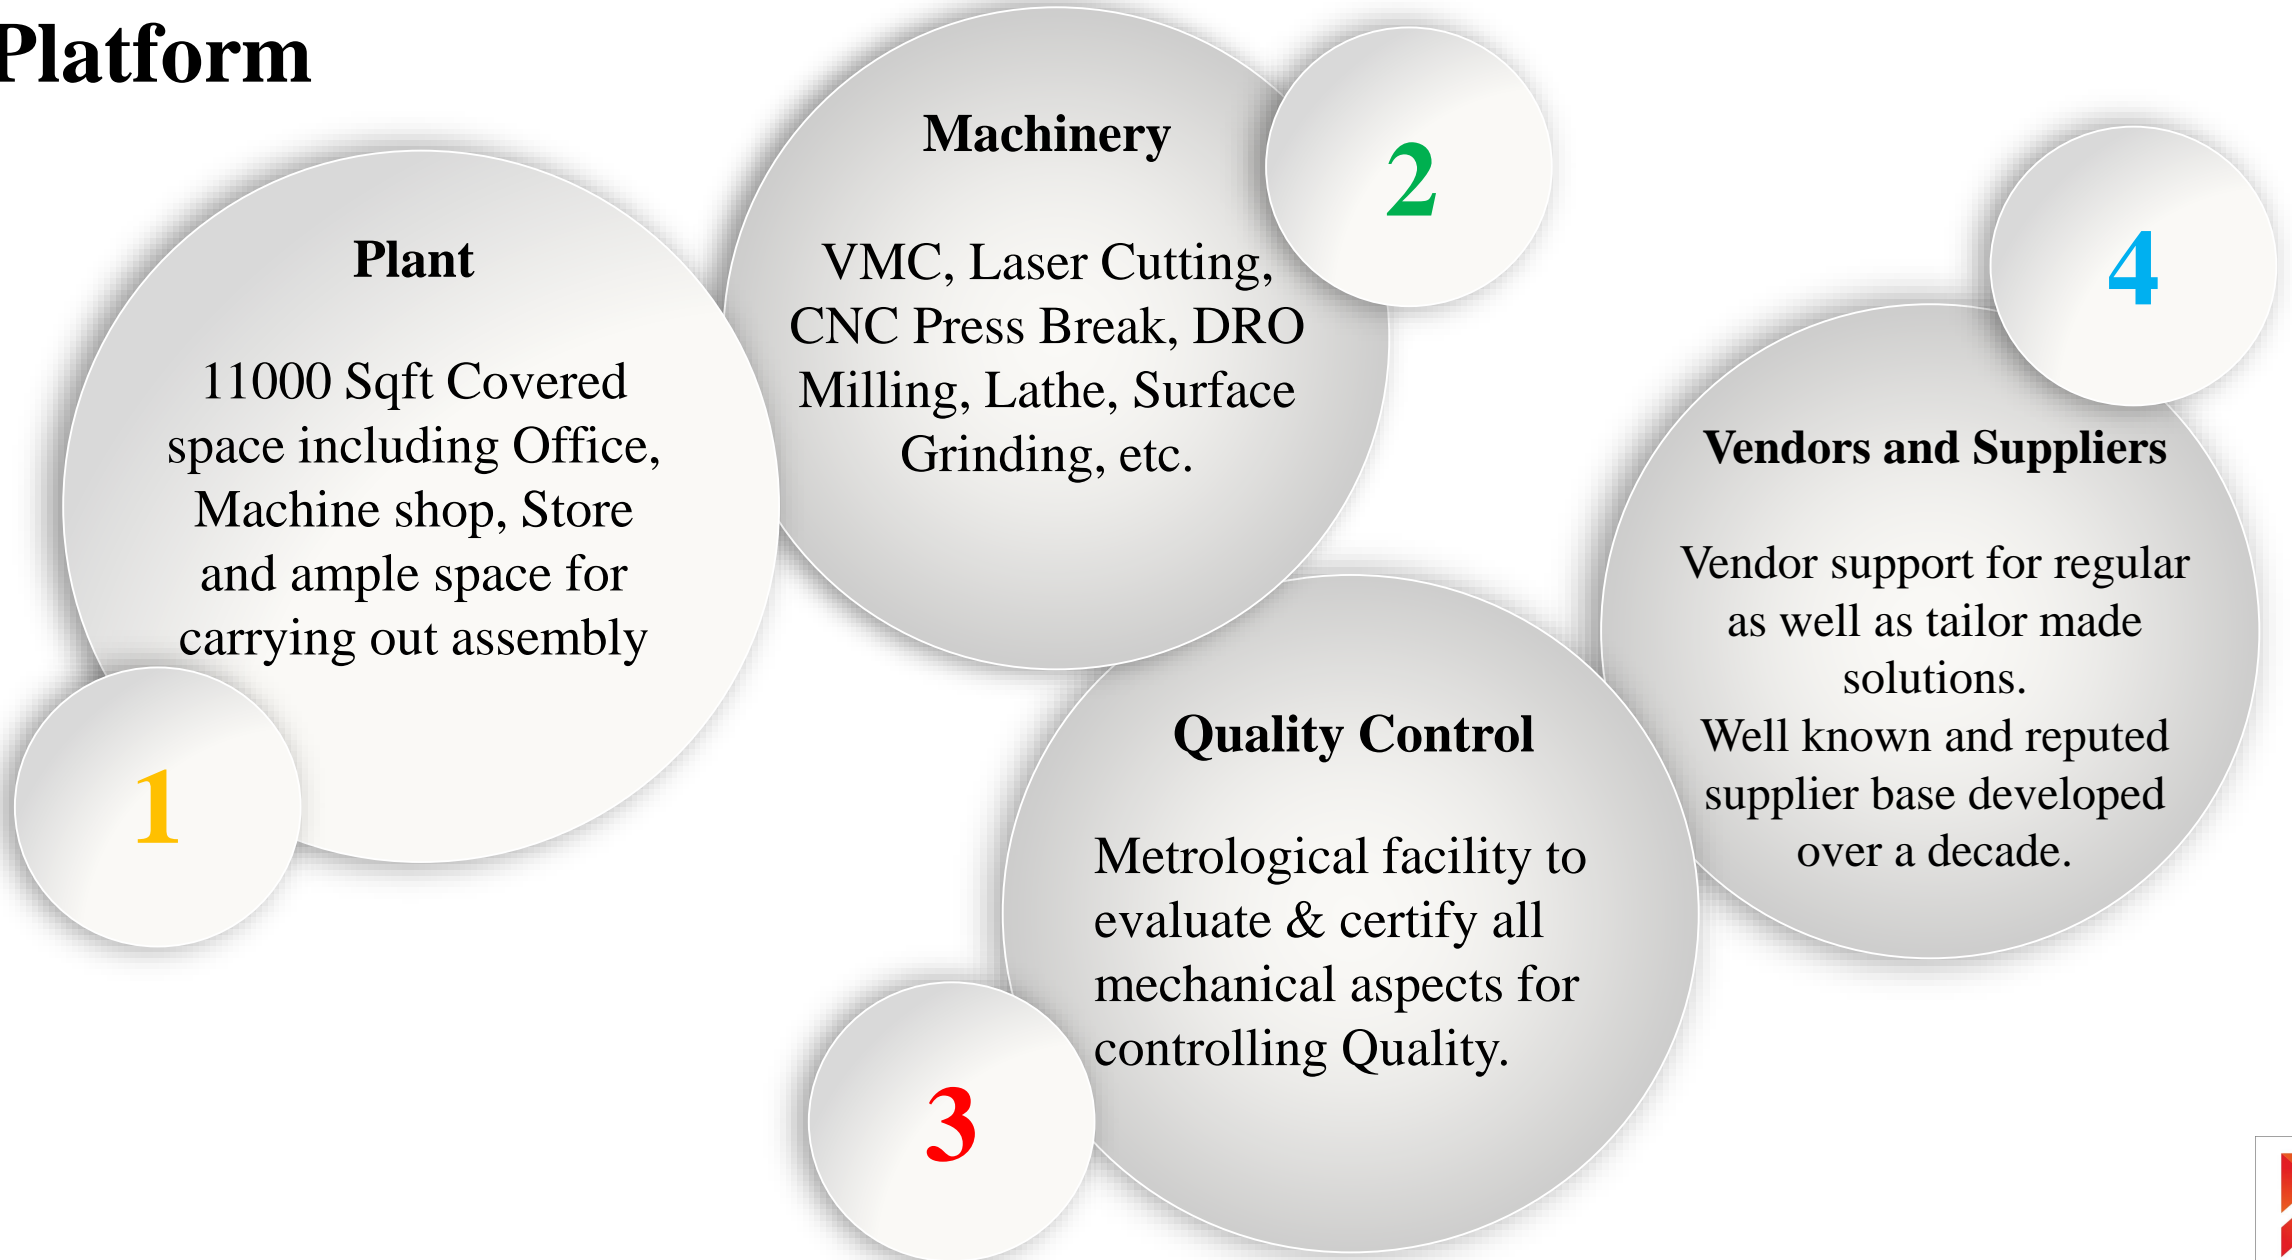 Platform
Plant
11000 Sqft Covered
space including Office,
Machine shop, Store
and ample space for
carrying out assembly
1
Machinery
VMC, Laser Cutting,
CNC Press Break, DRO
Milling, Lathe, Surface
Grinding, etc.
2
Quality Control
Metrological facility to
evaluate & certify all
mechanical aspects for
controlling Quality.
3
Vendors and Suppliers
Vendor support for regular
as well as tailor made
solutions.
Well known and reputed
supplier base developed
over a decade.
4